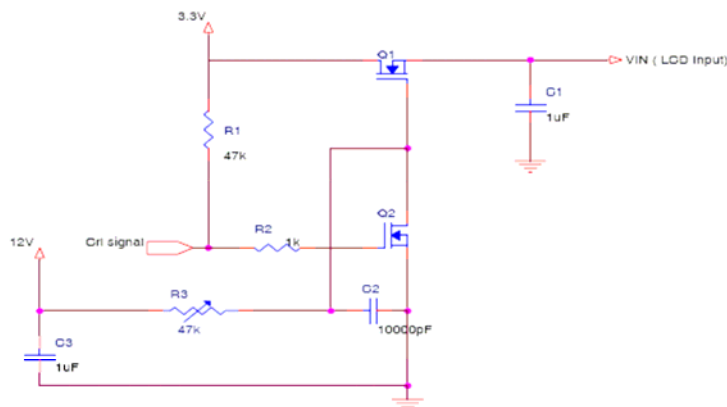 3.3V
Q1
VIN ( LCD Input)
C1
1uF
R1
47k
Q2
R2
1k
12V
Crl signal
R3
47k
C2
10000pF
C3
1uF